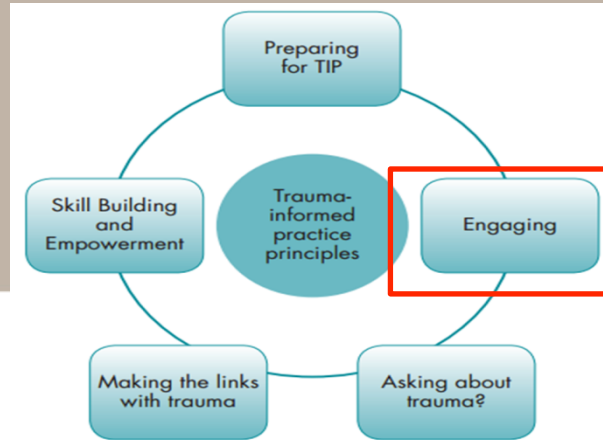 Preparing
for TIP
Trauma-
informed
practice
principles
Engaging
Skill Building
and
Empowerment
Making the links
with trauma
Asking about
trauma?